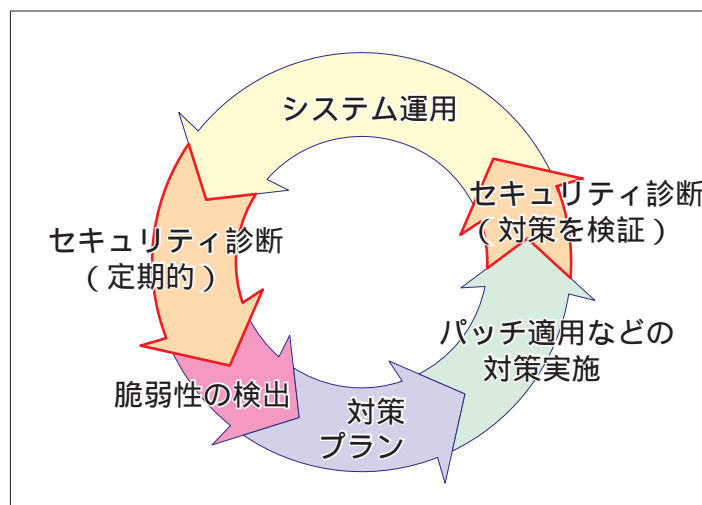 システム運用
セキュリティ診断
（定期的）
脆弱性の検出
対策
プラン
パッチ適用などの
対策実施
セキュリティ診断
（対策を検証）